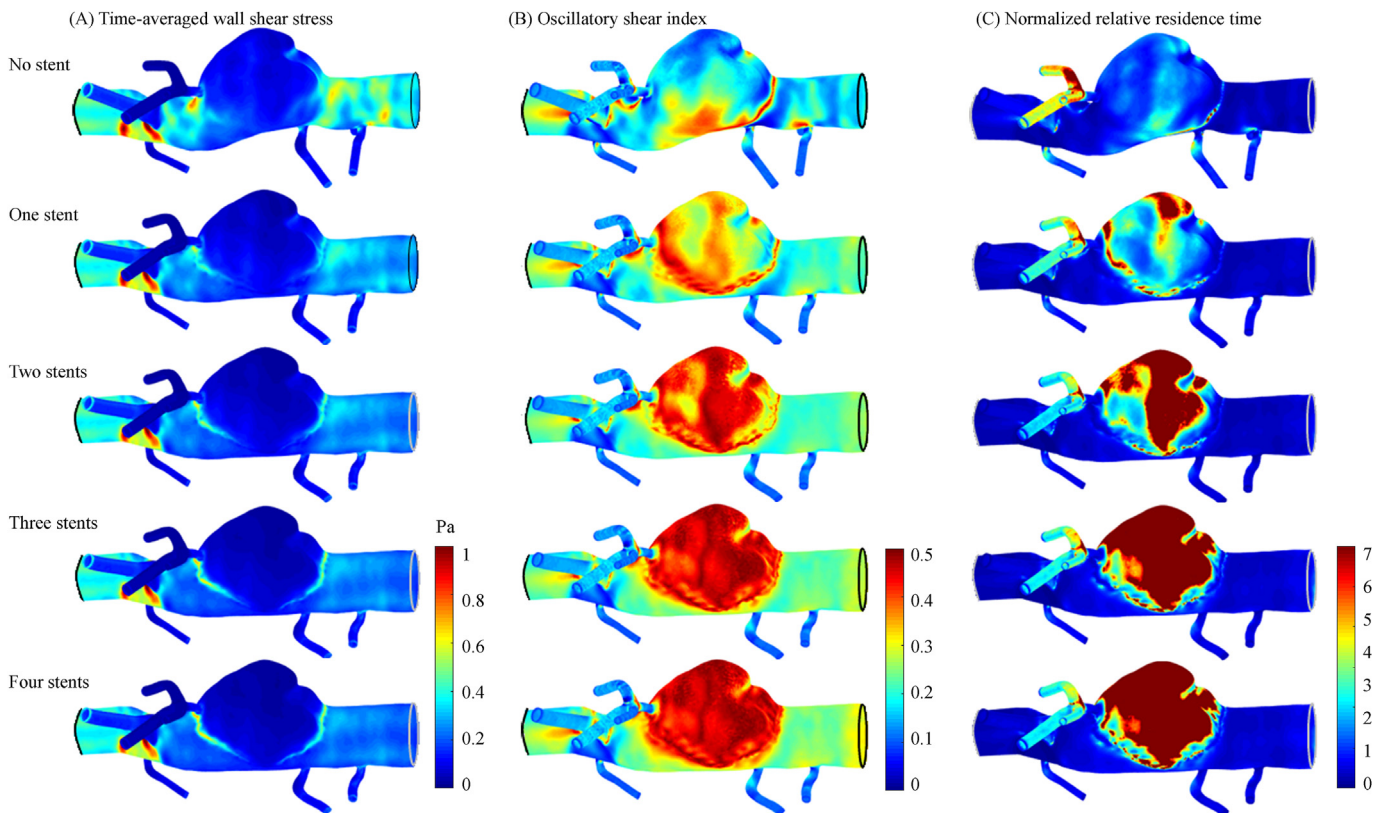 (A) Time-averaged wall shear stress
(B) Oscillatory shear index
(C) Normalized relative residence time
No stent
One stent
Two stents
Three stents
Four stents
Pa
1
0.8
0.6
0.4
0.2
0
0.5
0.4
0.3
0.2
0.1
0
7
6
5
4
3
2
1
0